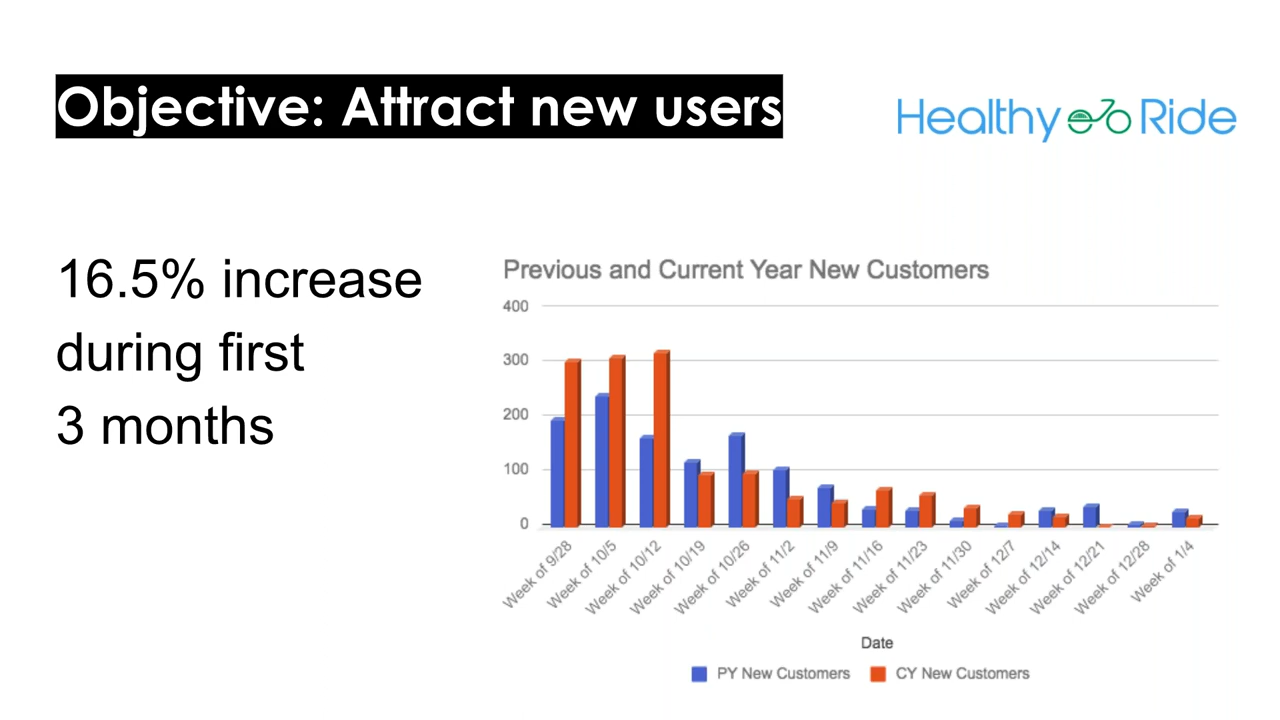 Objective: Attract new users
Healthy Ride
16.5% increase
during first
3 months
Previous and Current Year New Customers
400
300
200
100
0
Week of 9/28
Week of 10/5
Week of 10/12
Week of 10/19
Week of 10/26
Week of 11/2
Week of 11/9
Week of 11/16
Week of 11/23
Week of 11/30
Week of 12/7
Week of 12/14
Week of 12/21
Week of 12/28
Week of 1/4
Date
PY New Customers
CY New Customers